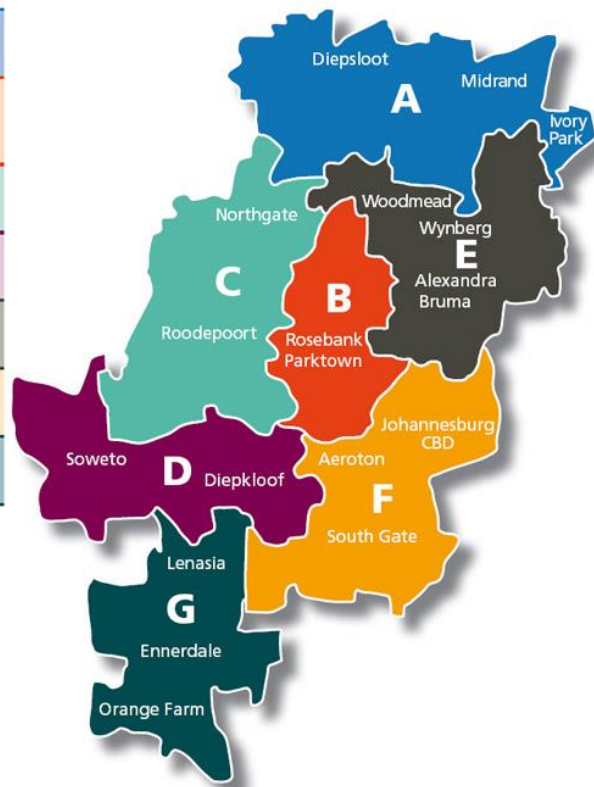 Diepsloot
Midrand
A
Ivory
Park
Woodmead
Wynberg
E
Alexandra
Bruma
Northgate
C
Roodepoort
B
Rosebank
Parktown
Johannesburg
CBD
Aeroton
F
South Gate
Soweto
D
Diepkloof
Lenasia
G
Ennerdale
Orange Farm